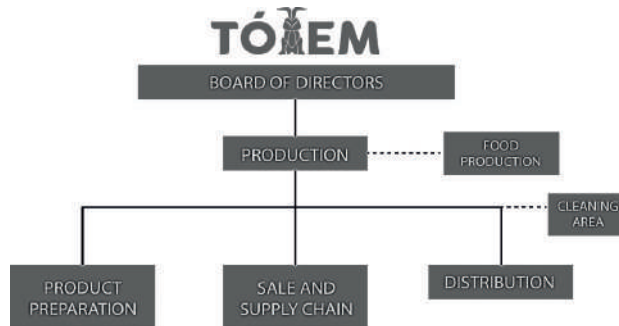 TÓTEM
BOARD OF DIRECTORS
PRODUCTION
FOOD
PRODUCTION
CLEANING
AREA
PRODUCT
PREPARATION
SALE AND
SUPPLY CHAIN
DISTRIBUTION